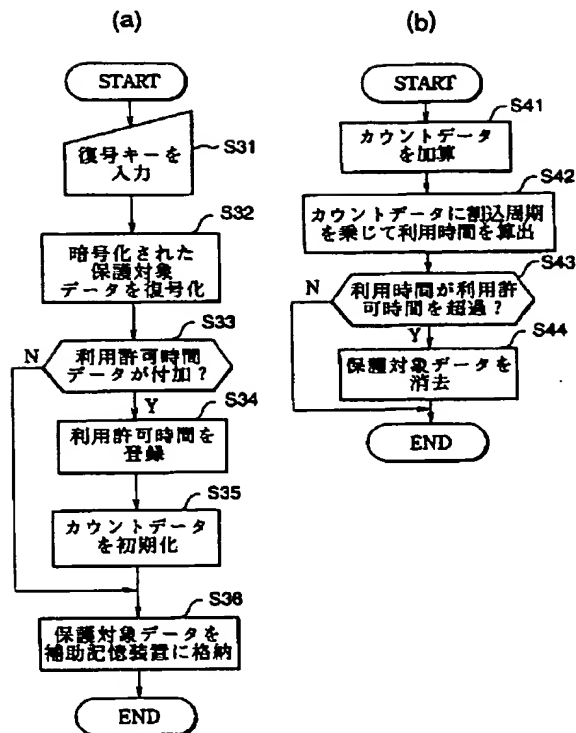 (a)
START
復号キーを
入力
S31
S32
暗号化された
保護対象
データを復号化
S33
N
利用許可時間
データが付加？
Y
S34
利用許可時間を
登録
S35
カウントデータ
を初期化
S36
保護対象データを
補助記憶装置に格納
END
(b)
START
S41
カウントデータ
を加算
S42
カウントデータに割込周期
を乗じて利用時間を算出
S43
N
利用時間が利用許
可時間を超過？
Y
S44
保護対象データを
消去
END